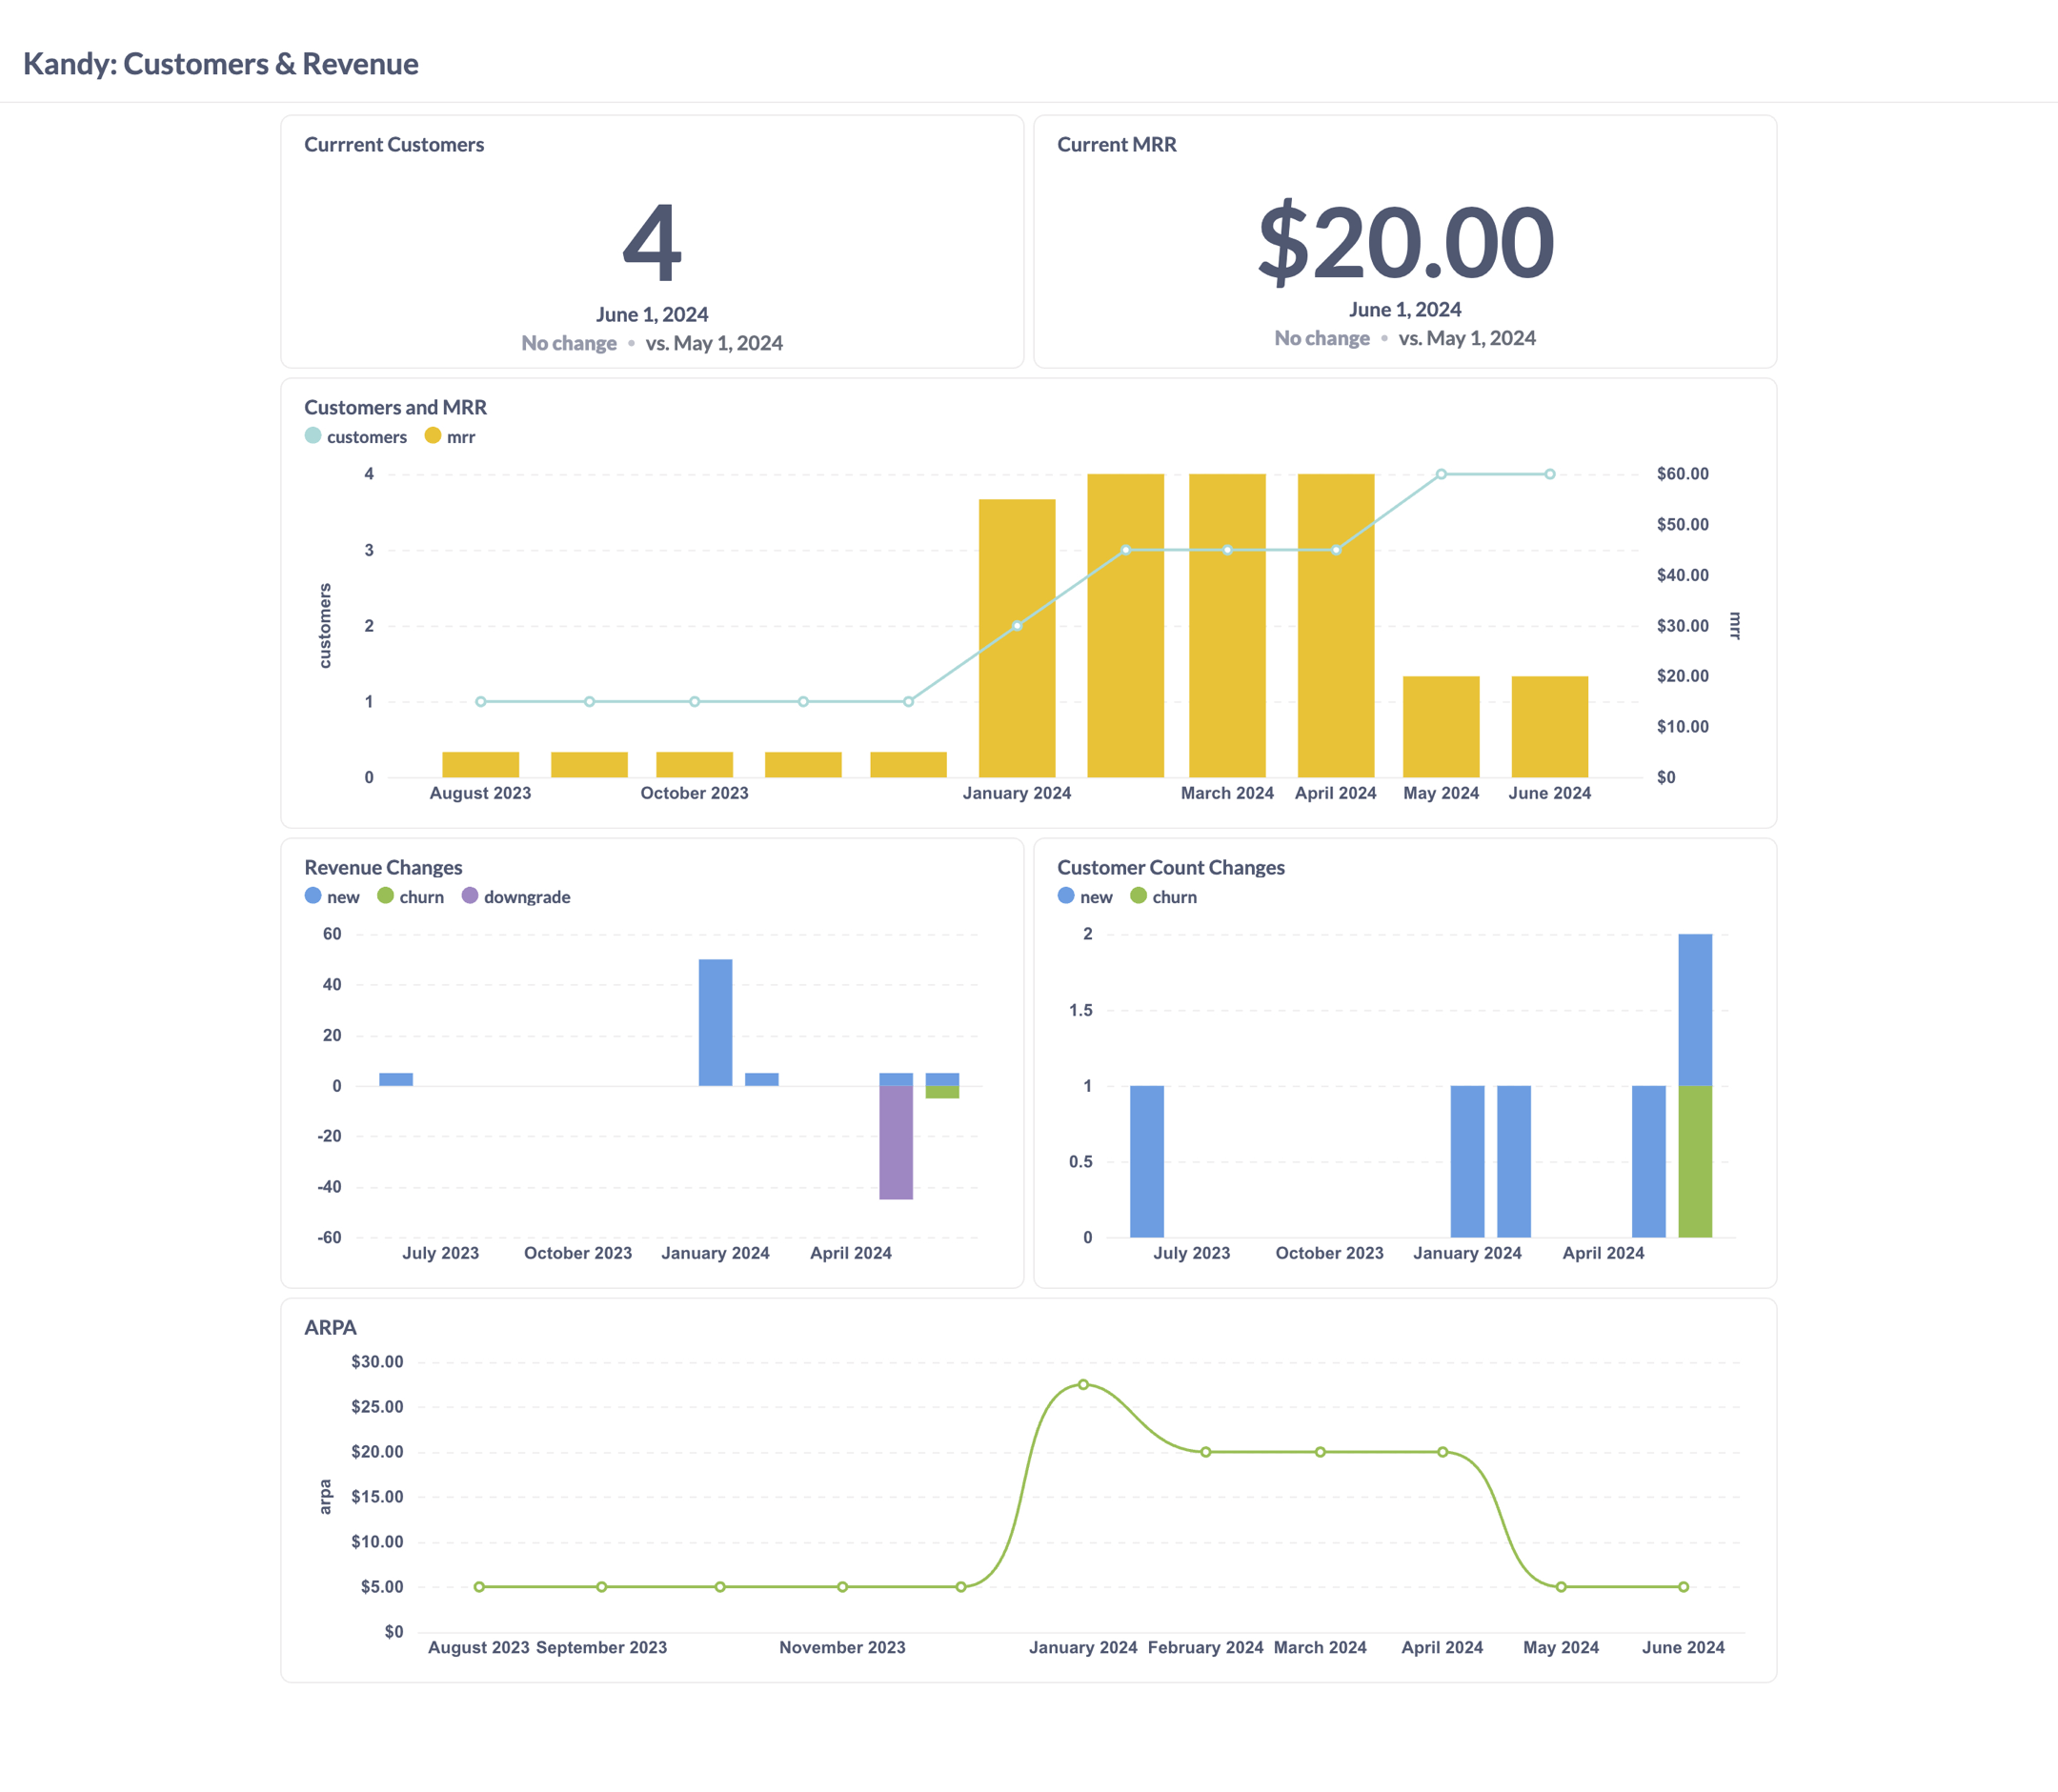 Kandy: Customers & Revenue
Currrent Customers
4
June 1, 2024
No change • vs. May 1, 2024
Current MRR
$20.00
June 1, 2024
No change • vs. May 1, 2024
Customers and MRR
customers mrr
4
3
2
1
0
customers
$60.00
$50.00
$40.00
$30.00
$20.00
$10.00
$0
mrr
August 2023 October 2023 January 2024 March 2024 April 2024 May 2024 June 2024
Revenue Changes
new churn downgrade
60
40
20
0
-20
-40
-60
July 2023 October 2023 January 2024 April 2024
Customer Count Changes
new churn
2
1.5
1
0.5
0
July 2023 October 2023 January 2024 April 2024
ARPA
$30.00
$25.00
$20.00
$15.00
$10.00
$5.00
$0
arpa
August 2023 September 2023 November 2023 January 2024 February 2024 March 2024 April 2024 May 2024 June 2024